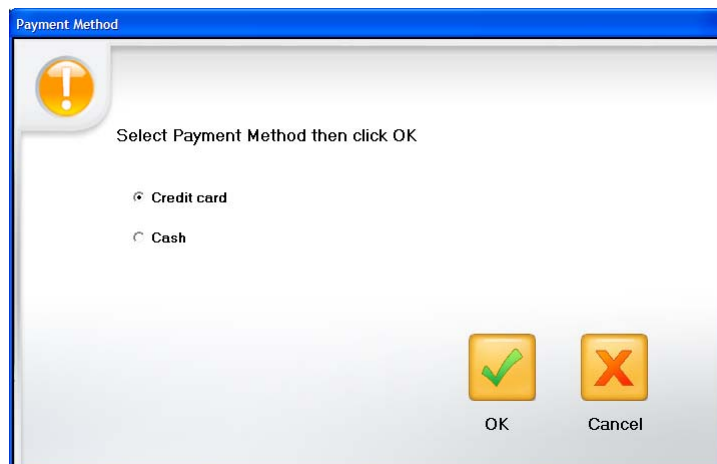 Payment Method
Select Payment Method then click OK
Credit card
Cash
OK Cancel